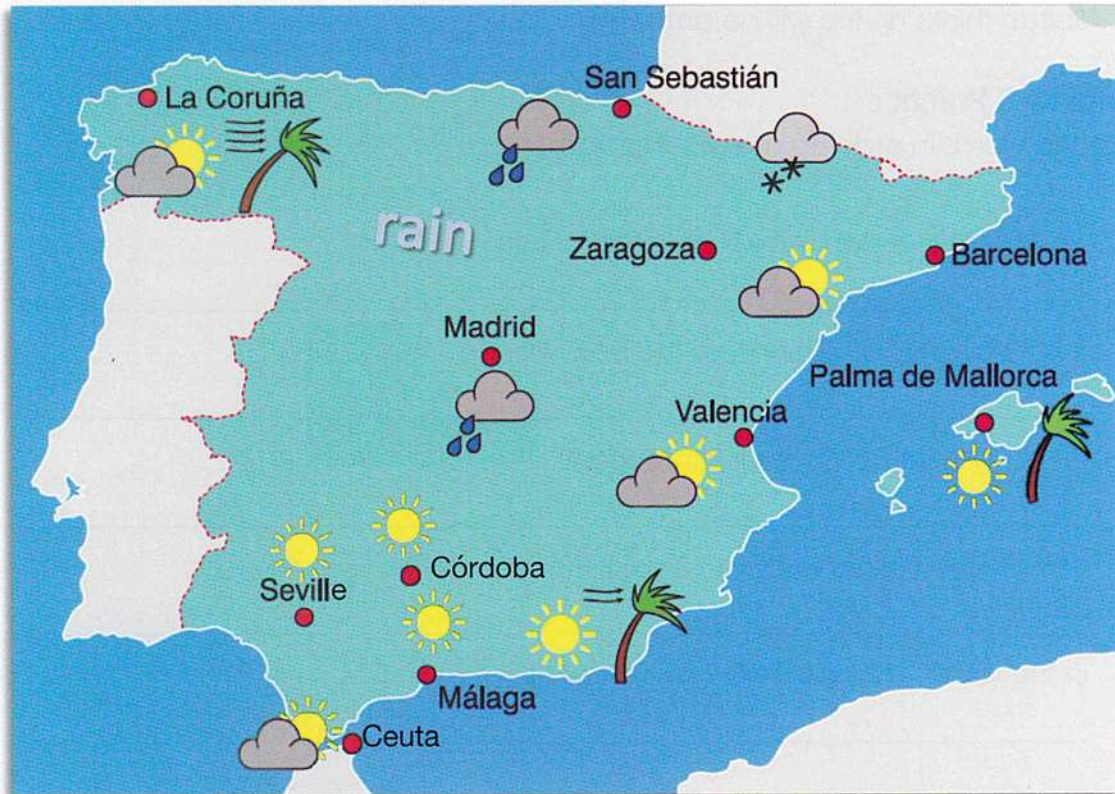 San Sebastián
La Coruña
rain
Zaragoza
Barcelona
Madrid
Palma de Mallorca
Valencia
Córdoba
Seville
Málaga
Ceuta